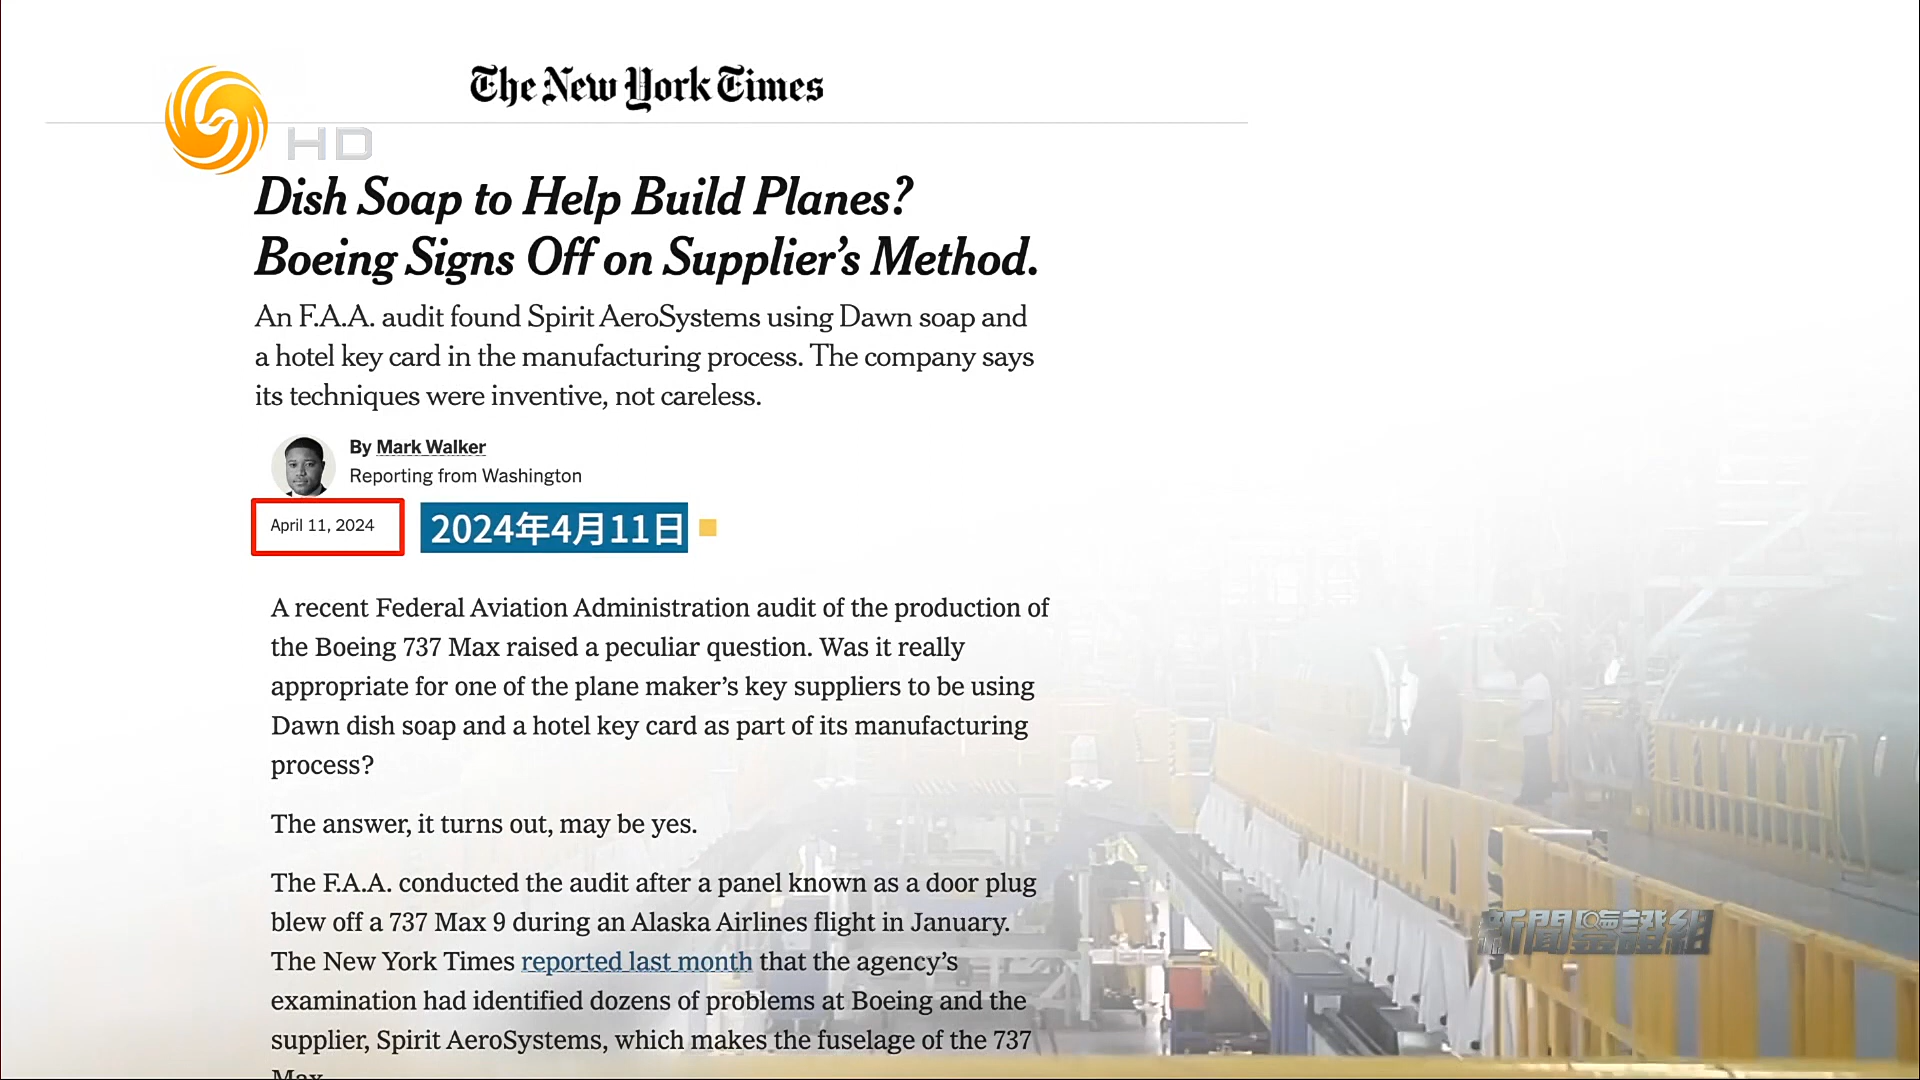 The New York Times
HD
Dish Soap to Help Build Planes?
Boeing Signs Off on Supplier’s Method.
An F.A.A. audit found Spirit AeroSystems using Dawn soap and
a hotel key card in the manufacturing process. The company says
its techniques were inventive, not careless.
By Mark Walker
Reporting from Washington
April 11, 2024
2024年4月11日
A recent Federal Aviation Administration audit of the production of
the Boeing 737 Max raised a peculiar question. Was it really
appropriate for one of the plane maker’s key suppliers to be using
Dawn dish soap and a hotel key card as part of its manufacturing
process?
The answer, it turns out, may be yes.
The F.A.A. conducted the audit after a panel known as a door plug
blew off a 737 Max 9 during an Alaska Airlines flight in January.
The New York Times reported last month that the agency’s
examination had identified dozens of problems at Boeing and the
supplier, Spirit AeroSystems, which makes the fuselage of the 737
Max.
新聞鑒證組